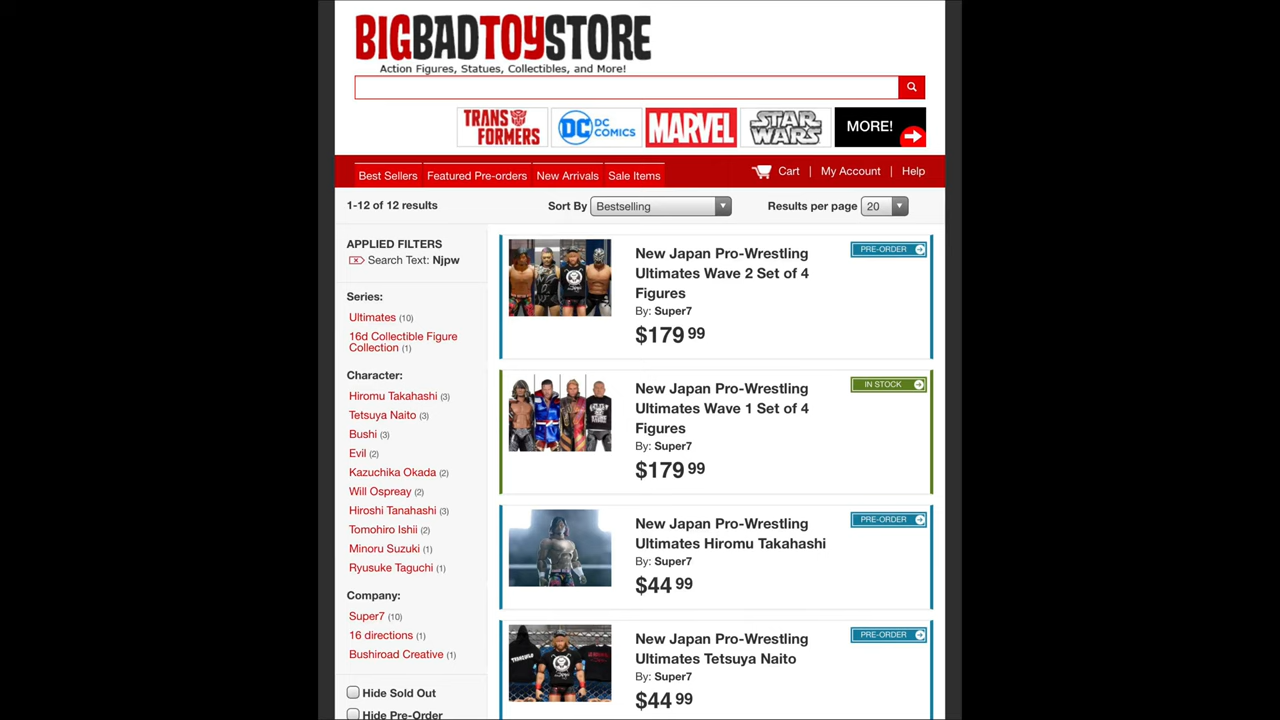 BIGBADTOYSTORE
Action Figures, Statues, Collectibles, and More!
TRANSFORMERS
DC DC COMICS
MARVEL
STAR WARS
MORE!
Best Sellers Featured Pre-orders New Arrivals Sale Items
Cart | My Account | Help
1-12 of 12 results
Sort By Bestselling
Results per page 20
APPLIED FILTERS
Search Text: Njpw
Series:
Ultimates (10)
16d Collectible Figure
Collection (1)
Character:
Hiromu Takahashi (3)
Tetsuya Naito (3)
Bushi (3)
Evil (2)
Kazuchika Okada (2)
Will Ospreay (2)
Hiroshi Tanahashi (3)
Tomohiro Ishii (2)
Minoru Suzuki (1)
Ryusuke Taguchi (1)
Company:
Super7 (10)
16 directions (1)
Bushiroad Creative (1)
Hide Sold Out
Hide Pre-Order
New Japan Pro-Wrestling
Ultimates Wave 2 Set of 4
Figures
By: Super7
$179 99
PRE-ORDER
New Japan Pro-Wrestling
Ultimates Wave 1 Set of 4
Figures
By: Super7
$179 99
IN STOCK
New Japan Pro-Wrestling
Ultimates Hiromu Takahashi
By: Super7
$44 99
PRE-ORDER
New Japan Pro-Wrestling
Ultimates Tetsuya Naito
By: Super7
$44 99
PRE-ORDER